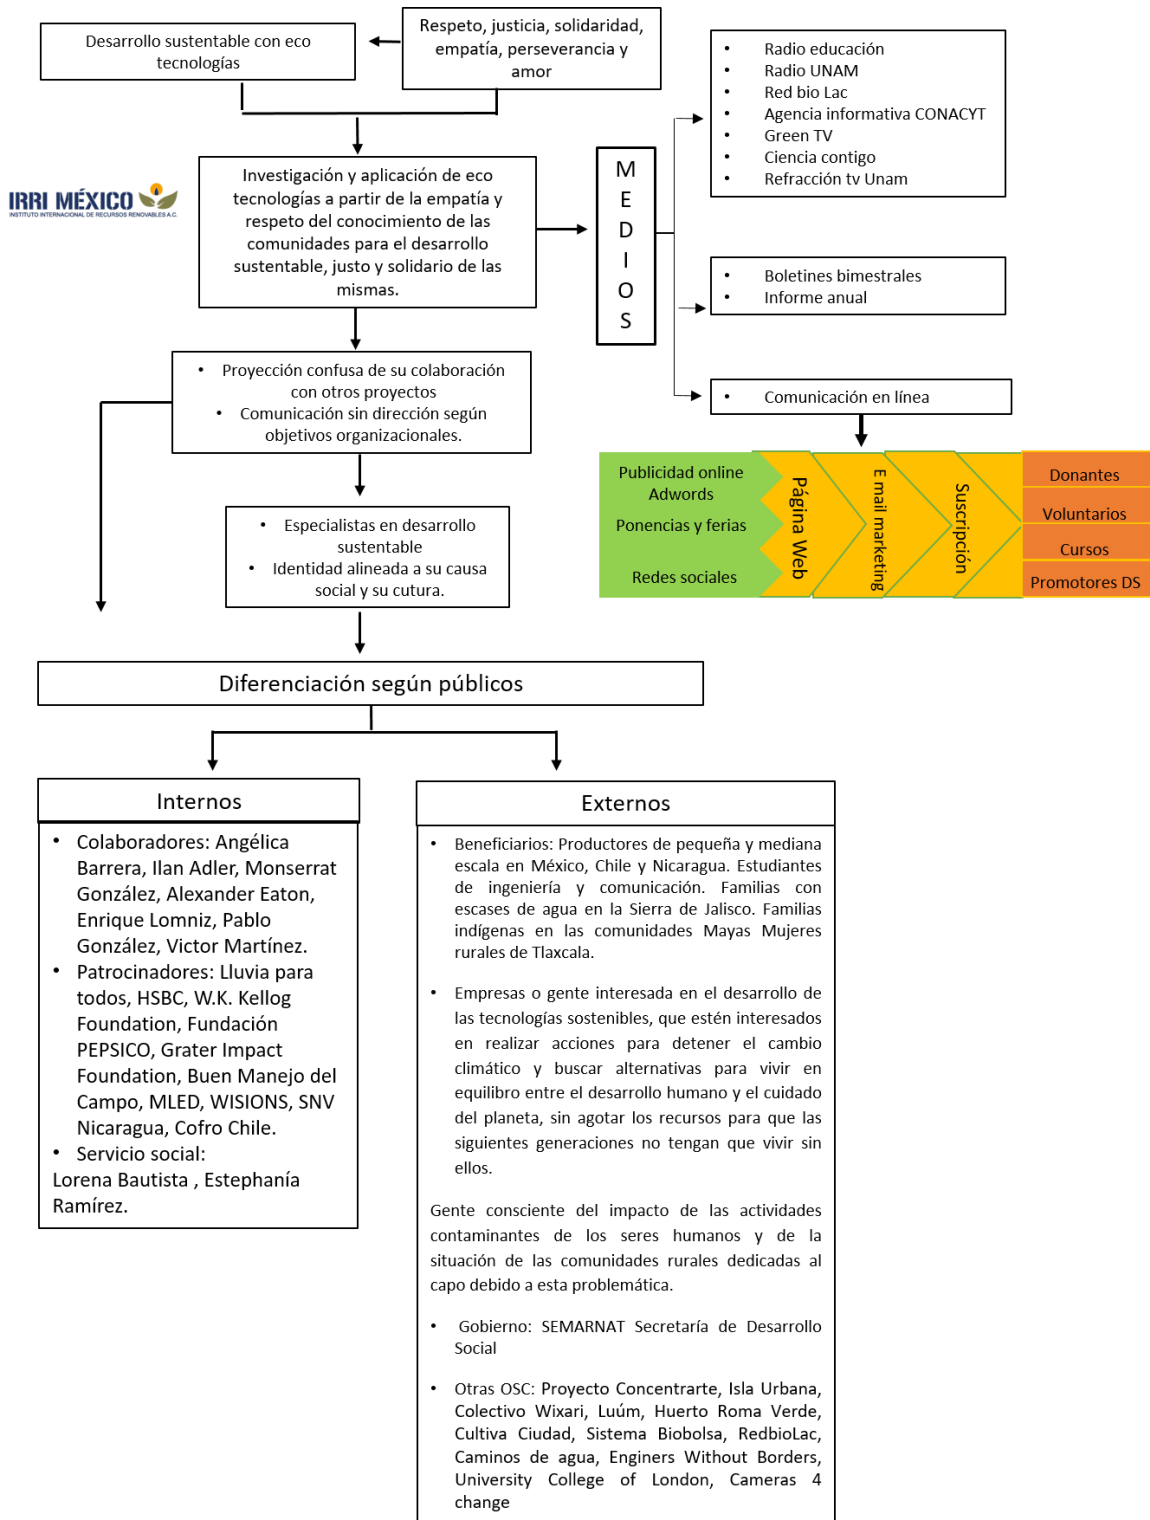 Desarrollo sustentable con eco
tecnologías
Respeto, justicia, solidaridad,
empatía, perseverancia y
amor
IRRI MÉXICO
INSTITUTO INTERNACIONAL DE RECURSOS RENOVABLES A.C.
Investigación y aplicación de eco
tecnologías a partir de la empatía y
respeto del conocimiento de las
comunidades para el desarrollo
sustentable, justo y solidario de las
mismas.
MEDIOS
• Radio educación
• Radio UNAM
• Red bio Lac
• Agencia informativa CONACYT
• Green TV
• Ciencia contigo
• Refracción tv Unam
• Boletines bimestrales
• Informe anual
• Comunicación en línea
• Proyección confusa de su colaboración
con otros proyectos
• Comunicación sin dirección según
objetivos organizacionales.
• Especialistas en desarrollo
sustentable
• Identidad alineada a su causa
social y su cutura.
Publicidad online
Adwords
Ponencias y ferias
Redes sociales
Página Web
E mail marketing
Suscripción
Donantes
Voluntarios
Cursos
Promotores DS
Diferenciación según públicos
Internos
• Colaboradores: Angélica
Barrera, Ilan Adler, Monserrat
González, Alexander Eaton,
Enrique Lomniz, Pablo
González, Victor Martínez.
• Patrocinadores: Lluvia para
todos, HSBC, W.K. Kellog
Foundation, Fundación
PEPSICO, Grater Impact
Foundation, Buen Manejo del
Campo, MLED, WISIONS, SNV
Nicaragua, Cofro Chile.
• Servicio social:
Lorena Bautista , Estephanía
Ramírez.
Externos
• Beneficiarios: Productores de pequeña y mediana
escala en México, Chile y Nicaragua. Estudiantes
de ingeniería y comunicación. Familias con
escases de agua en la Sierra de Jalisco. Familias
indígenas en las comunidades Mayas Mujeres
rurales de Tlaxcala.
• Empresas o gente interesada en el desarrollo de
las tecnologías sostenibles, que estén interesados
en realizar acciones para detener el cambio
climático y buscar alternativas para vivir en
equilibro entre el desarrollo humano y el cuidado
del planeta, sin agotar los recursos para que las
siguientes generaciones no tengan que vivir sin
ellos.
Gente consciente del impacto de las actividades
contaminantes de los seres humanos y de la
situación de las comunidades rurales dedicadas al
capo debido a esta problemática.
• Gobierno: SEMARNAT Secretaría de Desarrollo
Social
• Otras OSC: Proyecto Concentrarte, Isla Urbana,
Colectivo Wixari, Luúm, Huerto Roma Verde,
Cultiva Ciudad, Sistema Biobolsa, RedbioLac,
Caminos de agua, Enginers Without Borders,
University College of London, Cameras 4
change